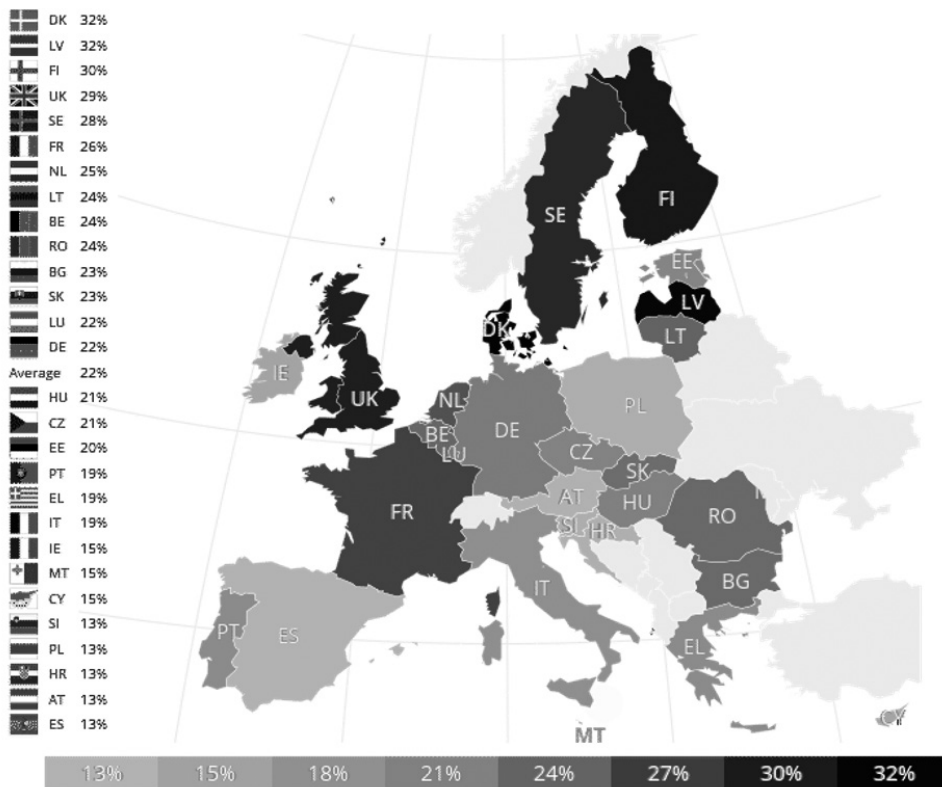 DK 32%
LV 32%
FI 30%
UK 29%
SE 28%
FR 26%
NL 25%
LT 24%
BE 24%
RO 24%
BG 23%
SK 23%
LU 22%
DE 22%
Average 22%
HU 21%
CZ 21%
EE 20%
PT 19%
EL 19%
IT 19%
IE 15%
MT 15%
CY 15%
SI 13%
PL 13%
HR 13%
AT 13%
ES 13%
FI
SE
EE
LV
DK
LT
IE
UK
NL
PL
BE
DE
LU
CZ
SK
AT
HU
FR
SI
HR
RO
BG
IT
PT
ES
EL
CY
MT
13% 15% 18% 21% 24% 27% 30% 32%